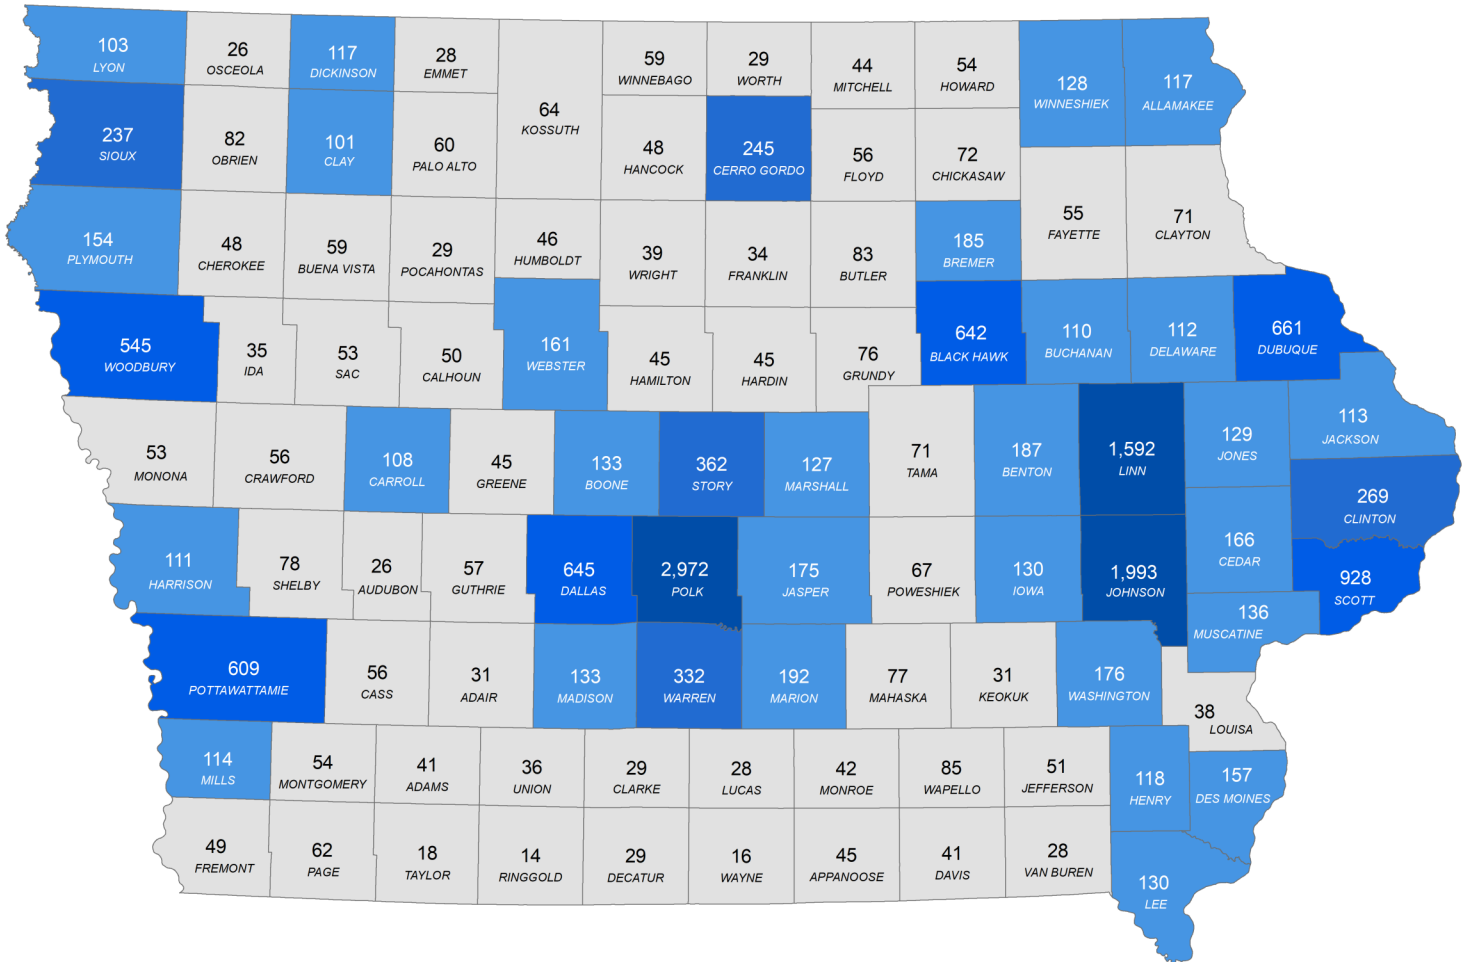 103
LYON
26
OSCEOLA
117
DICKINSON
28
EMMET
64
KOSSUTH
59
WINNEBAGO
29
WORTH
44
MITCHELL
54
HOWARD
128
WINNESHIEK
117
ALLAMAKEE
237
SIOUX
82
OBRIEN
101
CLAY
60
PALO ALTO
48
HANCOCK
245
CERRO GORDO
56
FLOYD
72
CHICKASAW
154
PLYMOUTH
48
CHEROKEE
59
BUENA VISTA
29
POCAHONTAS
46
HUMBOLDT
39
WRIGHT
34
FRANKLIN
83
BUTLER
185
BREMER
55
FAYETTE
71
CLAYTON
545
WOODBURY
35
IDA
53
SAC
50
CALHOUN
161
WEBSTER
45
HAMILTON
45
HARDIN
76
GRUNDY
642
BLACK HAWK
110
BUCHANAN
112
DELAWARE
661
DUBUQUE
53
MONONA
56
CRAWFORD
108
CARROLL
45
GREENE
133
BOONE
362
STORY
127
MARSHALL
71
TAMA
187
BENTON
1,592
LINN
129
JONES
113
JACKSON
269
CLINTON
111
HARRISON
78
SHELBY
26
AUDUBON
57
GUTHRIE
645
DALLAS
2,972
POLK
175
JASPER
67
POWESHIEK
130
IOWA
1,993
JOHNSON
166
CEDAR
928
SCOTT
136
MUSCATINE
609
POTTAWATTAMIE
56
CASS
31
ADAIR
133
MADISON
332
WARREN
192
MARION
77
MAHASKA
31
KEOKUK
176
WASHINGTON
38
LOUISA
114
MILLS
54
MONTGOMERY
41
ADAMS
36
UNION
29
CLARKE
28
LUCAS
42
MONROE
85
WAPELLO
51
JEFFERSON
118
HENRY
157
DES MOINES
49
FREMONT
62
PAGE
18
TAYLOR
14
RINGGOLD
29
DECATUR
16
WAYNE
45
APPANOOSE
41
DAVIS
28
VAN BUREN
130
LEE